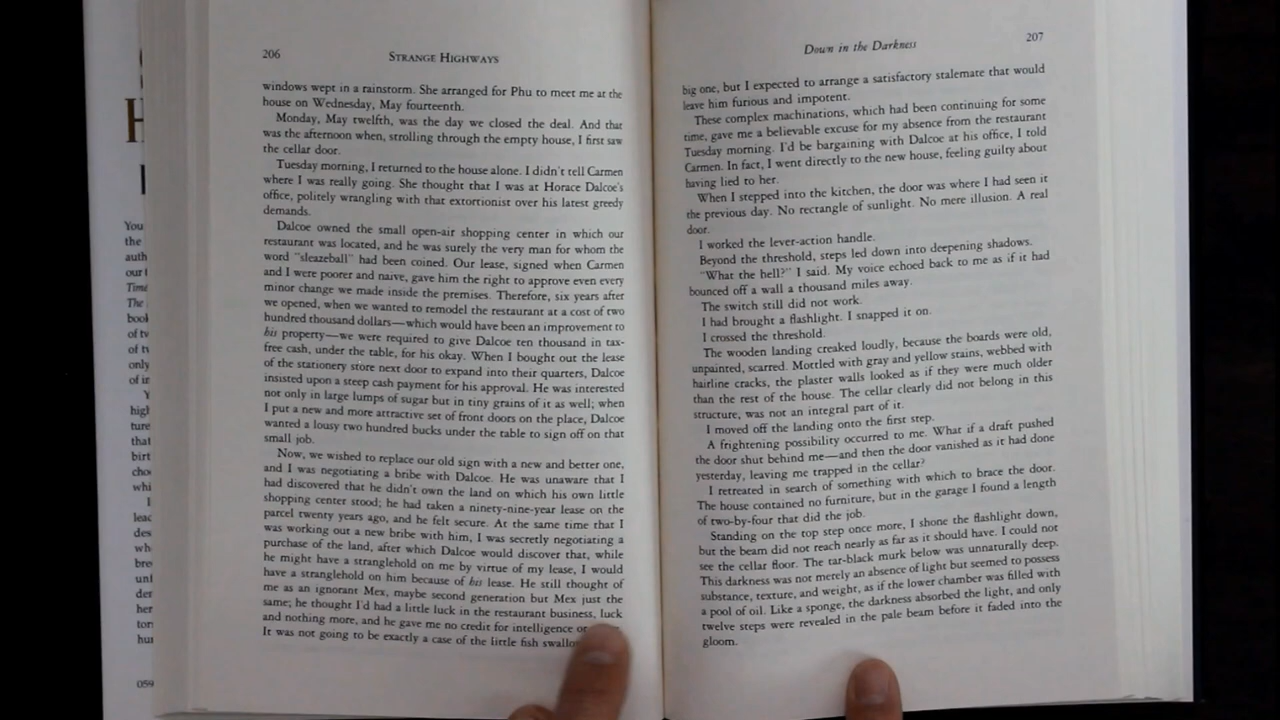 206
STRANGE HIGHWAYS
windows wept in a rainstorm. She arranged for Phu to meet me at the
house on Wednesday, May fourteenth.
Monday, May twelfth, was the day we closed the deal. And that
was the afternoon when, strolling through the empty house, I first saw
the cellar door.
Tuesday morning, I returned to the house alone. I didn't tell Carmen
where I was really going. She thought that I was at Horace Dalcoe's
office, politely wrangling with that extortionist over his latest greedy
demands.
Dalcoe owned the small open-air shopping center in which our
restaurant was located, and he was surely the very man for whom the
word "sleazeball" had been coined. Our lease, signed when Carmen
and I were poorer and naive, gave him the right to approve even every
minor change we made inside the premises. Therefore, six years after
we opened, when we wanted to remodel the restaurant at a cost of two
hundred thousand dollars—which would have been an improvement to
his property—we were required to give Dalcoe ten thousand in tax-
free cash, under the table, for his okay. When I bought out the lease
of the stationery store next door to expand into their quarters, Dalcoe
insisted upon a steep cash payment for his approval. He was interested
not only in large lumps of sugar but in tiny grains of it as well; when
I put a new and more attractive set of front doors on the place, Dalcoe
wanted a lousy two hundred bucks under the table to sign off on that
small job.
Now, we wished to replace our old sign with a new and better one,
and I was negotiating a bribe with Dalcoe. He was unaware that I
had discovered that he didn't own the land on which his own little
shopping center stood; he had taken a ninety-nine-year lease on the
parcel twenty years ago, and he felt secure. At the same time that I
was working out a new bribe with him, I was secretly negotiating a
purchase of the land, after which Dalcoe would discover that, while
he might have a stranglehold on me by virtue of my lease, I would
have a stranglehold on him because of his lease. He still thought of
me as an ignorant Mex, maybe second generation but Mex just the
same; he thought I'd had a little luck in the restaurant business, luck
and nothing more, and he gave me no credit for intelligence or
It was not going to be exactly a case of the little fish
Down in the Darkness
207
big one, but I expected to arrange a satisfactory stalemate that would
leave him furious and impotent.
These complex machinations, which had been continuing for some
time, gave me a believable excuse for my absence from the restaurant
Tuesday morning. I'd be bargaining with Dalcoe at his office, I told
Carmen. In fact, I went directly to the new house, feeling guilty about
having lied to her.
When I stepped into the kitchen, the door was where I had seen it
the previous day. No rectangle of sunlight. No mere illusion. A real
door.
I worked the lever-action handle.
Beyond the threshold, steps led down into deepening shadows.
"What the hell?" I said. My voice echoed back to me as if it had
bounced off a wall a thousand miles away.
The switch still did not work.
I had brought a flashlight. I snapped it on.
I crossed the threshold.
The wooden landing creaked loudly, because the boards were old,
unpainted, scarred. Mottled with gray and yellow stains, webbed with
hairline cracks, the plaster walls looked as if they were much older
than the rest of the house. The cellar clearly did not belong in this
structure, was not an integral part of it.
I moved off the landing onto the first step.
A frightening possibility occurred to me. What if a draft pushed
the door shut behind me—and then the door vanished as it had done
yesterday, leaving me trapped in the cellar?
I retreated in search of something with which to brace the door.
The house contained no furniture, but in the garage I found a length
of two-by-four that did the job.
Standing on the top step once more, I shone the flashlight down,
but the beam did not reach nearly as far as it should have. I could not
see the cellar floor. The tar-black murk below was unnaturally deep.
This darkness was not merely an absence of light but seemed to possess
substance, texture, and weight, as if the lower chamber was filled with
a pool of oil. Like a sponge, the darkness absorbed the light, and only
twelve steps were revealed in the pale beam before it faded into the
gloom.
You
the
auth
our
The
book
of
of
only
of
Y
high
ture
that
birt
cho
whi
I
leac
des
wh
bre
her
tor
hui
059